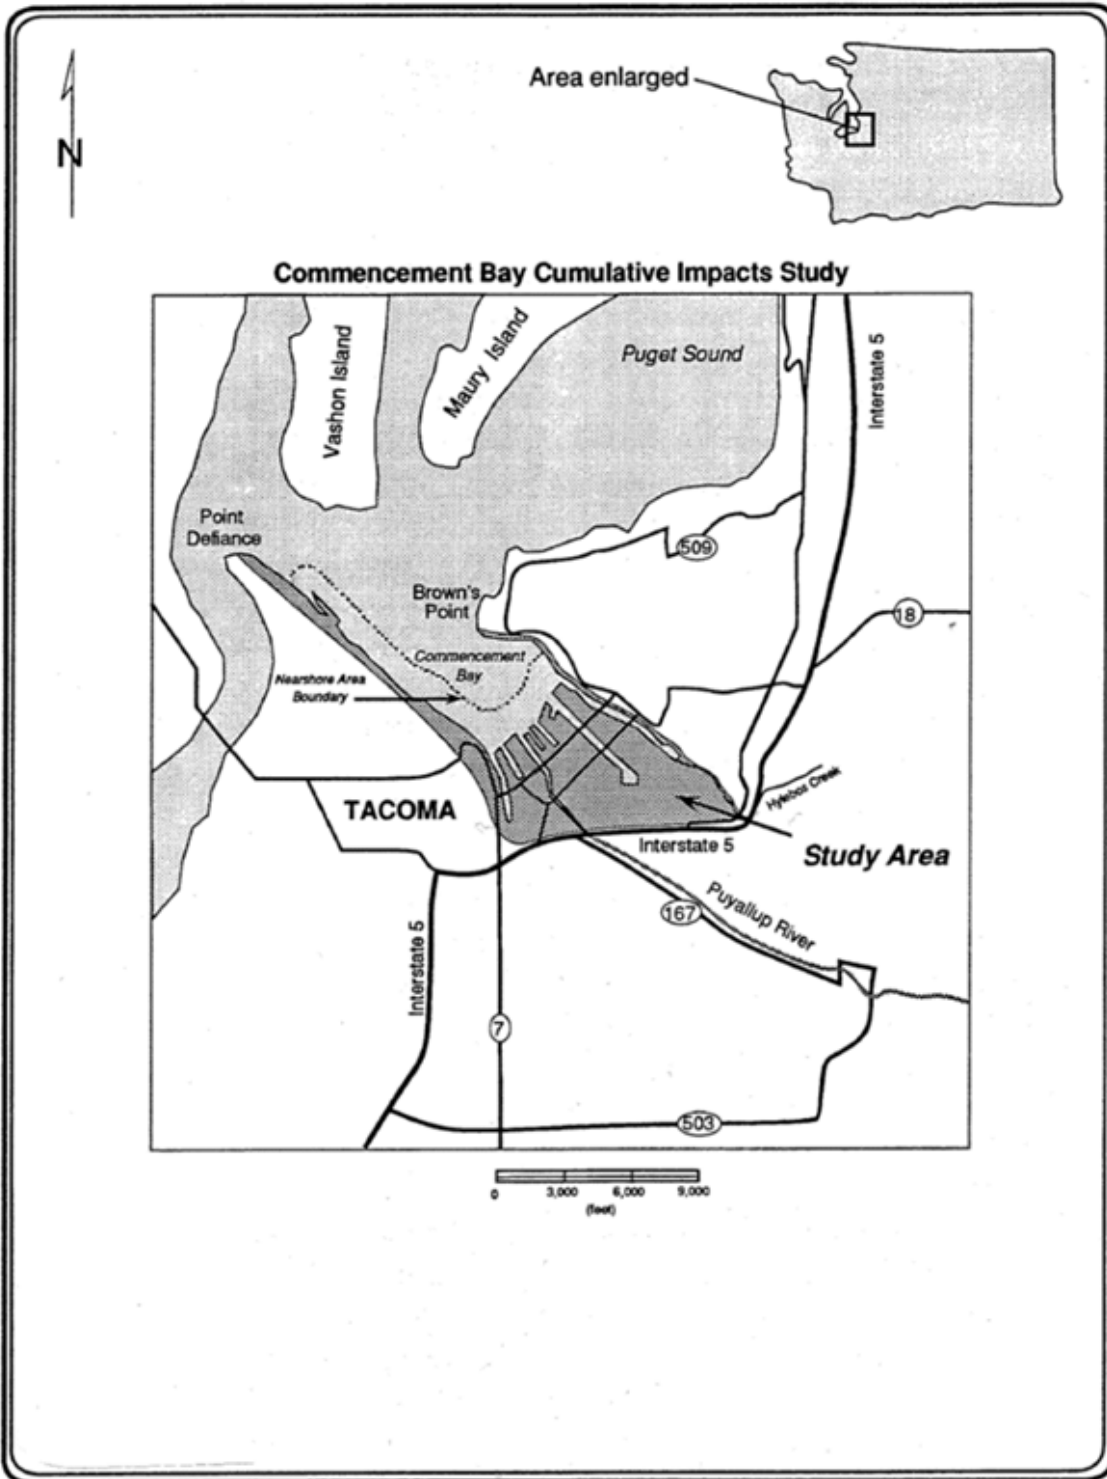 Area enlarged
N
Commencement Bay Cumulative Impacts Study
Vashon Island
Maury Island
Puget Sound
Interstate 5
Point
Defiance
509
Brown's
Point
18
Commencement
Bay
Nearshore Area
Boundary
Hylebos Creek
TACOMA
Interstate 5
Study Area
Puyallup River
167
Interstate 5
7
503
0 3,000 6,000 9,000
(feet)